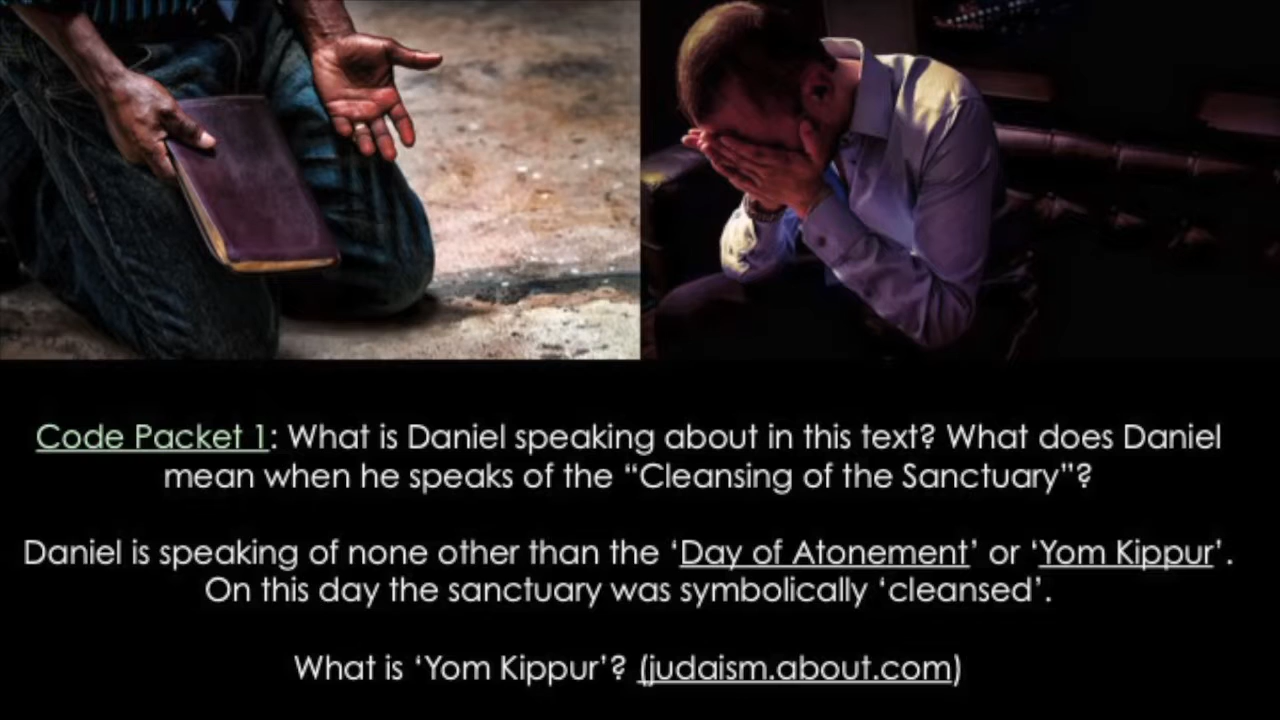 Code Packet 1: What is Daniel speaking about in this text? What does Daniel
mean when he speaks of the “Cleansing of the Sanctuary”?
Daniel is speaking of none other than the ‘Day of Atonement’ or ‘Yom Kippur’.
On this day the sanctuary was symbolically ‘cleansed’.
What is ‘Yom Kippur’? (judaism.about.com)